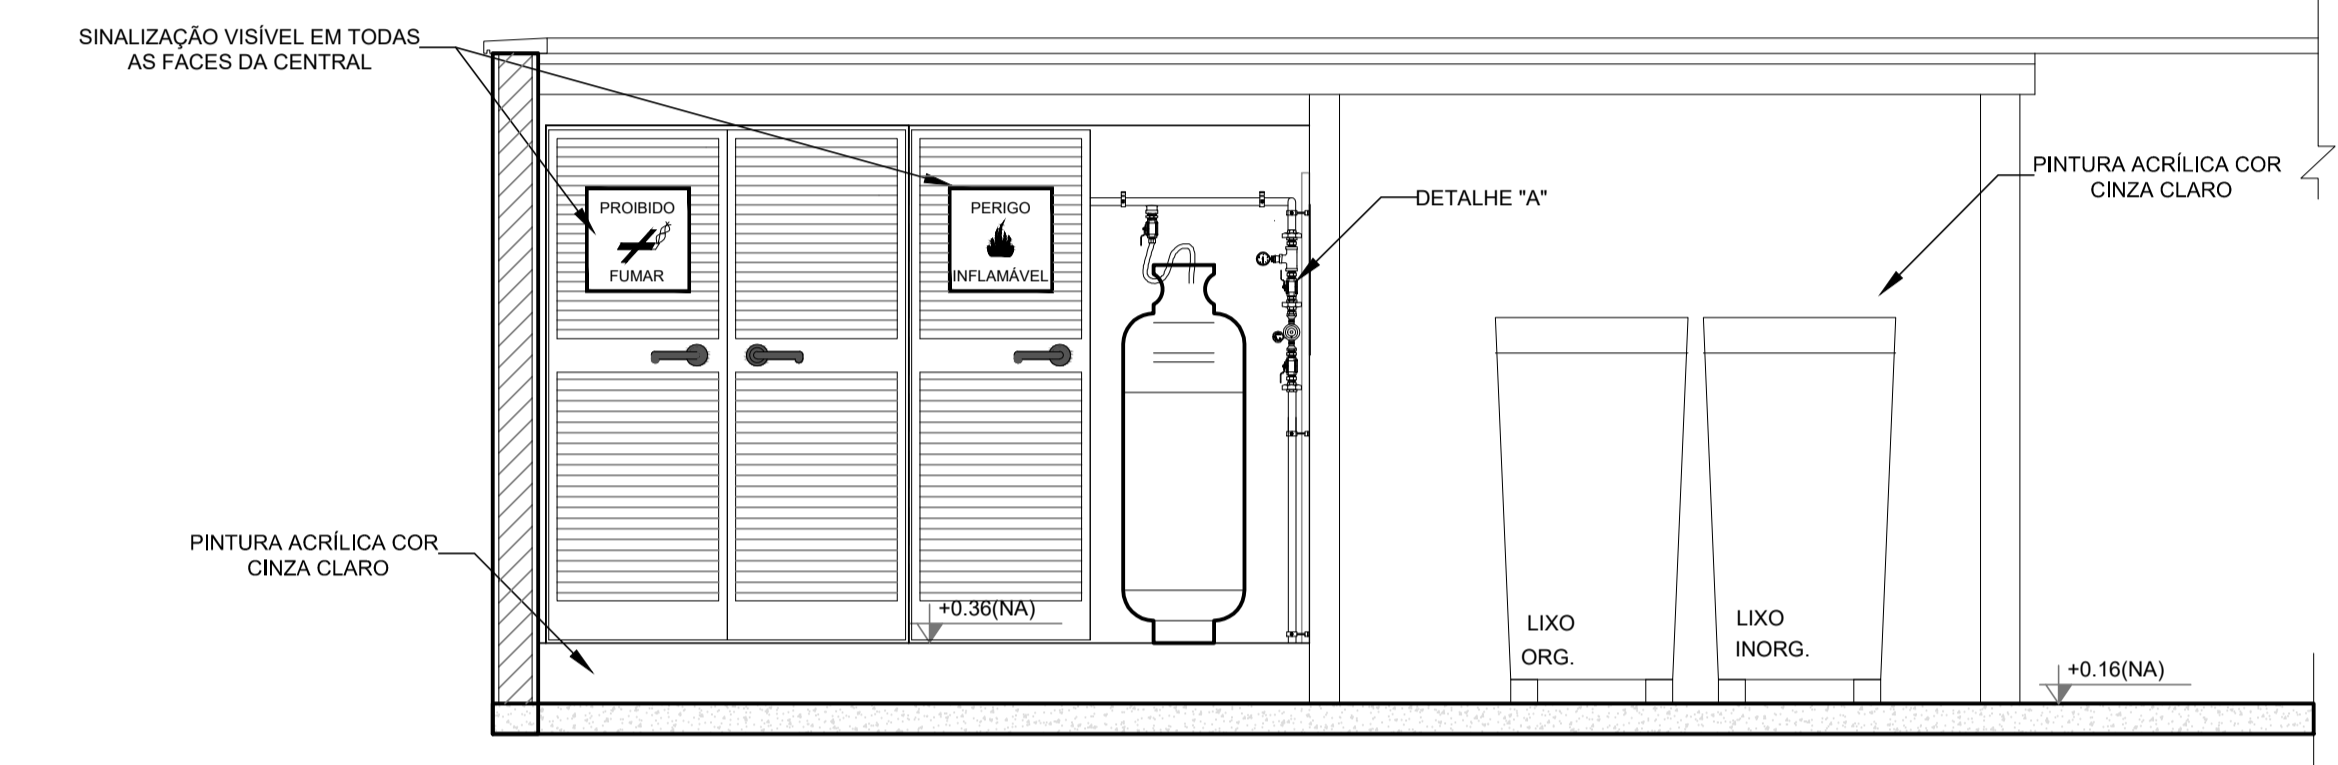 SINALIZAÇÃO VISÍVEL EM TODAS
AS FACES DA CENTRAL
PROIBIDO
FUMAR
PERIGO
INFLAMÁVEL
DETALHE "A"
PINTURA ACRÍLICA COR
CINZA CLARO
PINTURA ACRÍLICA COR
CINZA CLARO
+0.36(NA)
LIXO
ORG.
LIXO
INORG.
+0.16(NA)